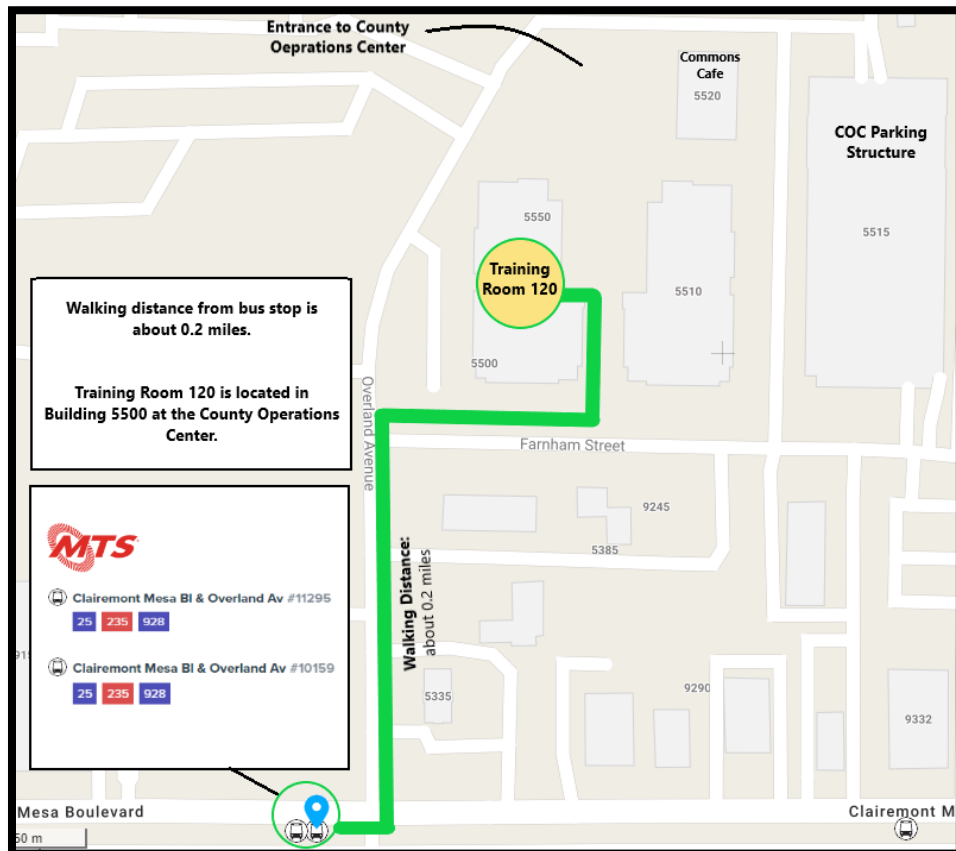 Entrance to County
Oeprations Center
Commons
Cafe
5520
COC Parking
Structure
5550
5515
Training
Room 120
5510
Walking distance from bus stop is
about 0.2 miles.
Training Room 120 is located in
Building 5500 at the County Operations
Center.
5500
Overland Avenue
Farnham Street
9245
5385
MTS
Clairemont Mesa Bl & Overland Av #11295
25 235 928
Clairemont Mesa Bl & Overland Av #10159
25 235 928
Walking Distance:
about 0.2 miles
5335
9290
9332
Mesa Boulevard
Clairemont M